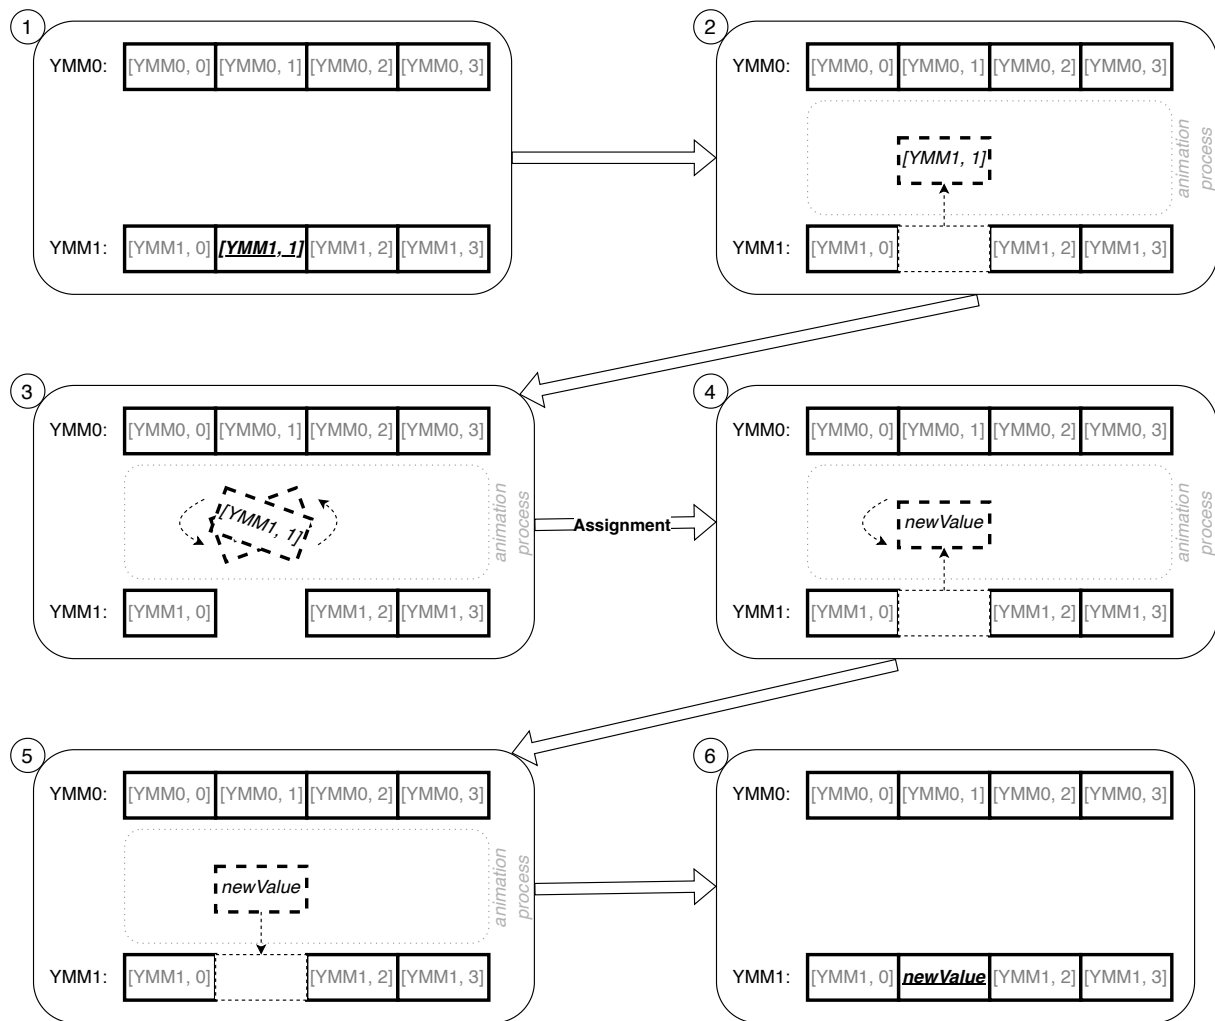 1
YMM0: [YMM0, 0] [YMM0, 1] [YMM0, 2] [YMM0, 3]
YMM1: [YMM1, 0] [YMM1, 1] [YMM1, 2] [YMM1, 3]
2
YMM0: [YMM0, 0] [YMM0, 1] [YMM0, 2] [YMM0, 3]
[YMM1, 1]
animation
process
YMM1: [YMM1, 0] [YMM1, 2] [YMM1, 3]
3
YMM0: [YMM0, 0] [YMM0, 1] [YMM0, 2] [YMM0, 3]
[YMM1, 1]
animation
process
YMM1: [YMM1, 0] [YMM1, 2] [YMM1, 3]
Assignment
4
YMM0: [YMM0, 0] [YMM0, 1] [YMM0, 2] [YMM0, 3]
newValue
animation
process
YMM1: [YMM1, 0] [YMM1, 2] [YMM1, 3]
5
YMM0: [YMM0, 0] [YMM0, 1] [YMM0, 2] [YMM0, 3]
newValue
animation
process
YMM1: [YMM1, 0] [YMM1, 2] [YMM1, 3]
6
YMM0: [YMM0, 0] [YMM0, 1] [YMM0, 2] [YMM0, 3]
YMM1: [YMM1, 0] newValue [YMM1, 2] [YMM1, 3]